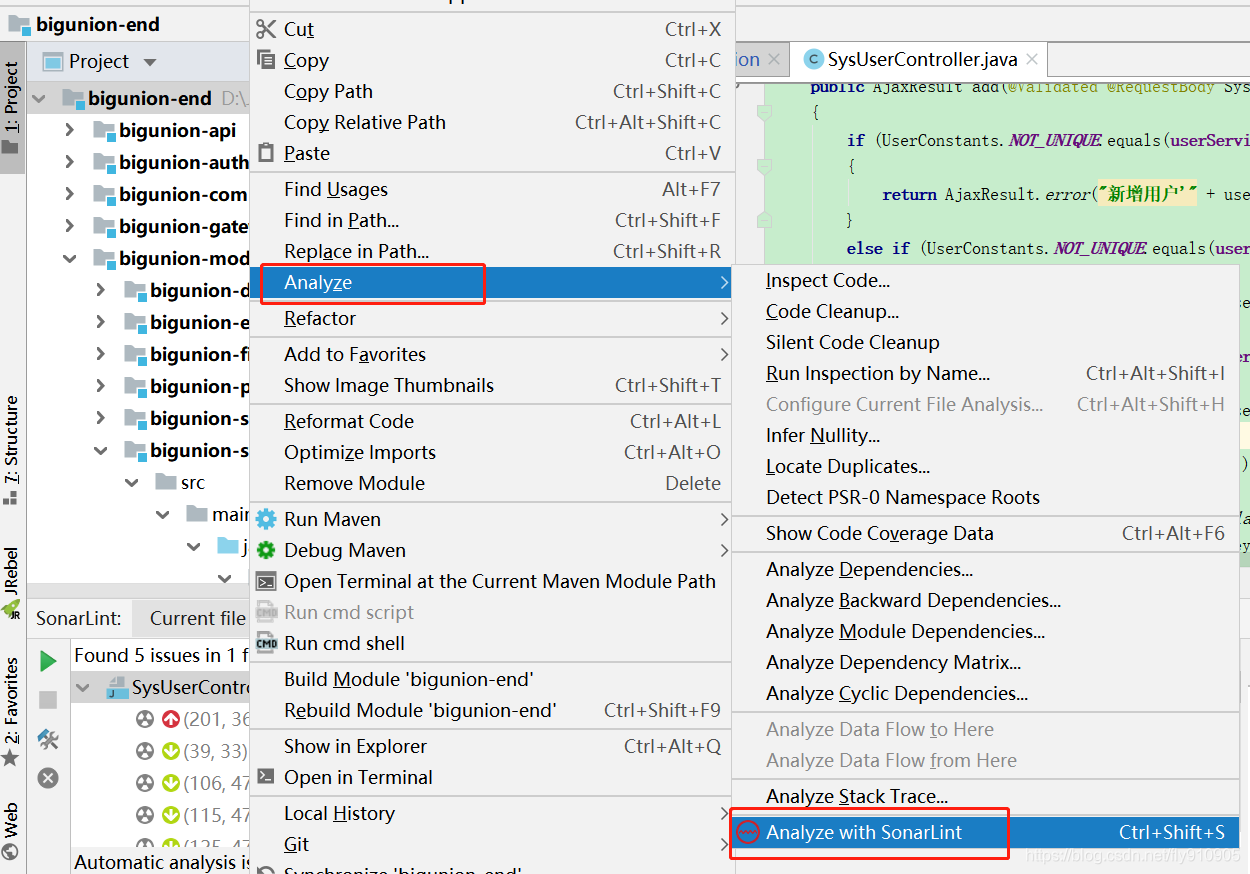 bigunion-end
Project
bigunion-end D:\
bigunion-api
bigunion-auth
bigunion-com
bigunion-gate
bigunion-mod
bigunion-d
bigunion-e
bigunion-fi
bigunion-p
bigunion-s
bigunion-s
src
main
j
1: Project
7: Structure
JRebel
2: Favorites
Web
SonarLint:
Current file
Found 5 issues in 1 f
SysUserContro
(201, 36
(39, 33)
(106, 47
(115, 47
(125, 47
Automatic analysis is
Cut Ctrl+X
Copy Ctrl+C
Copy Path Ctrl+Shift+C
Copy Relative Path Ctrl+Alt+Shift+C
Paste Ctrl+V
Find Usages Alt+F7
Find in Path... Ctrl+Shift+F
Replace in Path... Ctrl+Shift+R
Analyze
Refactor
Add to Favorites
Show Image Thumbnails Ctrl+Shift+T
Reformat Code Ctrl+Alt+L
Optimize Imports Ctrl+Alt+O
Remove Module Delete
Run Maven
Debug Maven
Open Terminal at the Current Maven Module Path
Run cmd script
Run cmd shell
Build Module 'bigunion-end'
Rebuild Module 'bigunion-end' Ctrl+Shift+F9
Show in Explorer Ctrl+Alt+Q
Open in Terminal
Local History
Git
Synchronize 'bigunion-end'
ion
SysUserController.java
public AjaxResult add(@Validated @RequestBody Sys
{
if (UserConstants.NOT_UNIQUE.equals(userServi
{
return AjaxResult.error("新增用户'" + use
}
else if (UserConstants.NOT_UNIQUE.equals(user
Inspect Code...
Code Cleanup...
Silent Code Cleanup
Run Inspection by Name... Ctrl+Alt+Shift+I
Configure Current File Analysis... Ctrl+Alt+Shift+H
Infer Nullity...
Locate Duplicates...
Detect PSR-0 Namespace Roots
Show Code Coverage Data Ctrl+Alt+F6
Analyze Dependencies...
Analyze Backward Dependencies...
Analyze Module Dependencies...
Analyze Dependency Matrix...
Analyze Cyclic Dependencies...
Analyze Data Flow to Here
Analyze Data Flow from Here
Analyze Stack Trace...
Analyze with SonarLint Ctrl+Shift+S
https://blog.csdn.net/fly910905